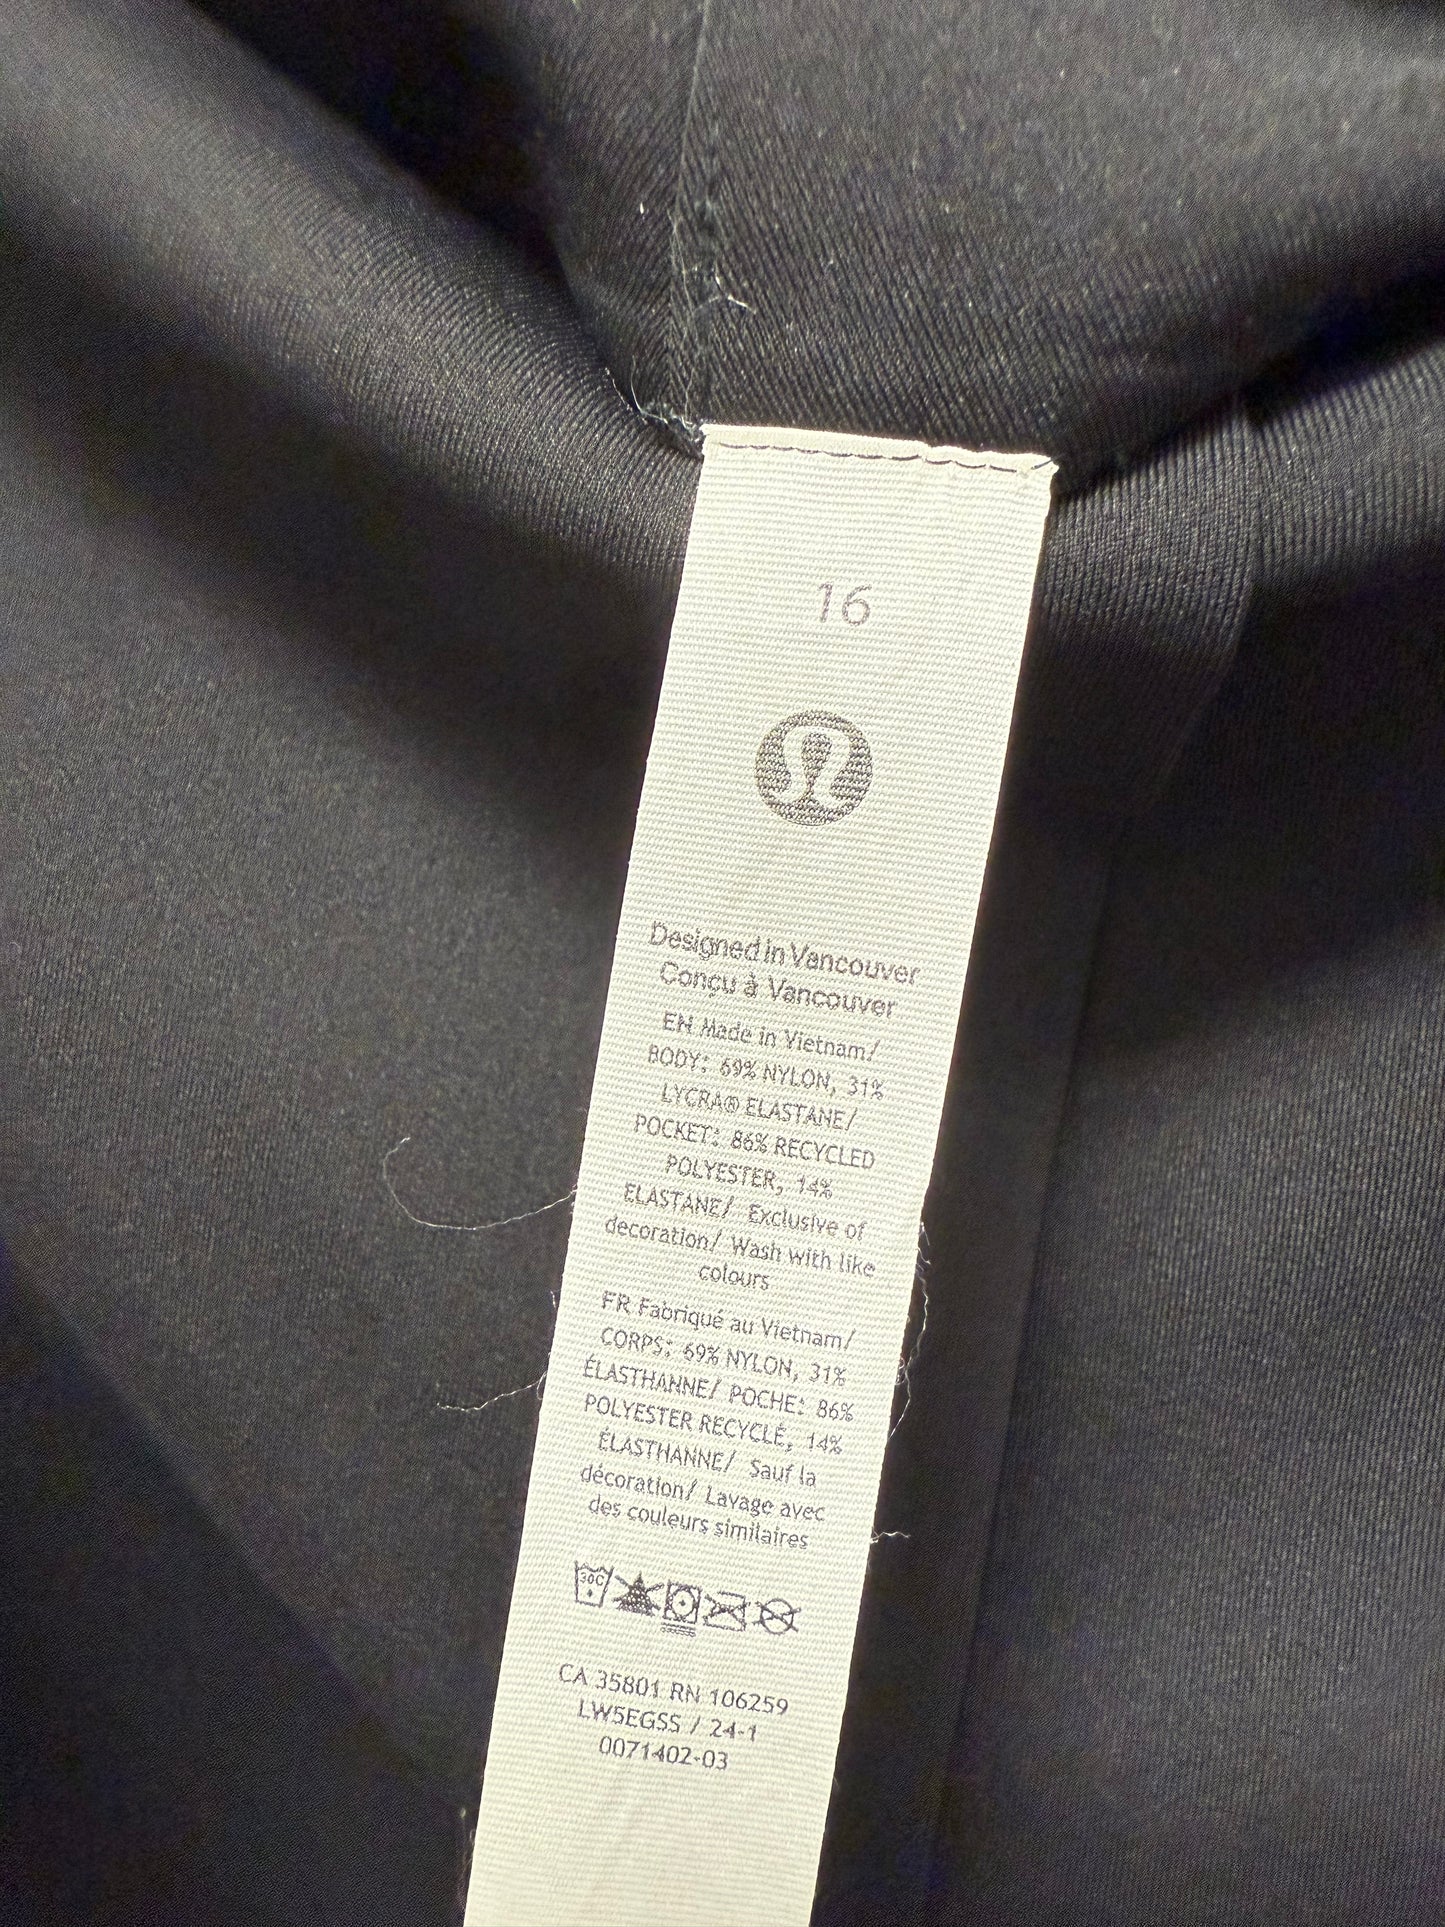 16
Designed in Vancouver
Conçu à Vancouver
EN Made in Vietnam/
BODY: 69% NYLON, 31%
LYCRA® ELASTANE/
POCKET: 86% RECYCLED
POLYESTER, 14%
ELASTANE/ Exclusive of
decoration/ Wash with like
colours
FR Fabriqué au Vietnam/
CORPS: 69% NYLON, 31%
ÉLASTHANNE/ POCHE: 86%
POLYESTER RECYCLÉ, 14%
ÉLASTHANNE/ Sauf la
décoration/ Lavage avec
des couleurs similaires
30C
CA 35801 RN 106259
LW5EGSS / 24-1
0071402-03